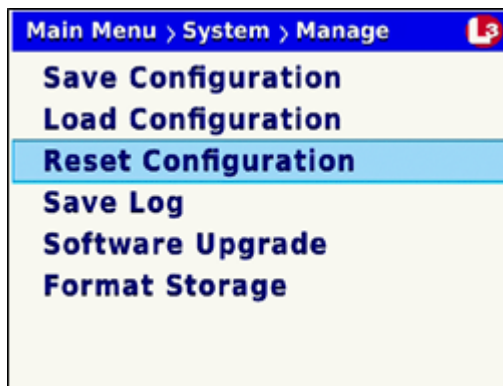 Main Menu > System > Manage L3
Save Configuration
Load Configuration
Reset Configuration
Save Log
Software Upgrade
Format Storage